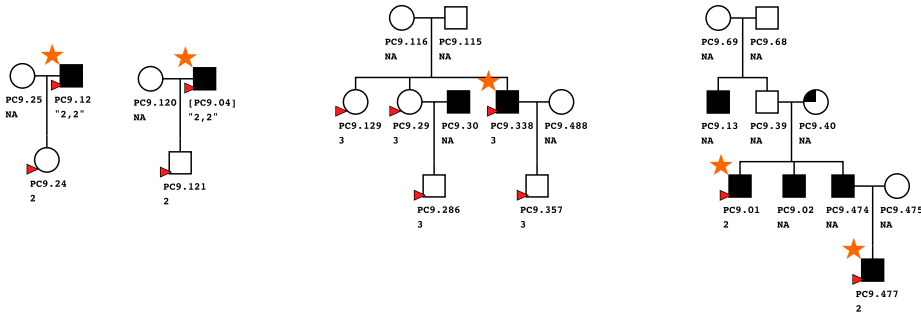 PC9.116 PC9.115
NA NA
PC9.69 PC9.68
NA NA
PC9.25 PC9.12
NA "2,2"
PC9.120 [PC9.04]
NA "2,2"
PC9.129 PC9.29 PC9.30 PC9.338 PC9.488
3 3 NA 3 NA
PC9.13 PC9.39 PC9.40
NA NA NA
PC9.24
2
PC9.121
2
PC9.286 PC9.357
3 3
PC9.01 PC9.02 PC9.474 PC9.475
2 NA NA NA
PC9.477
2